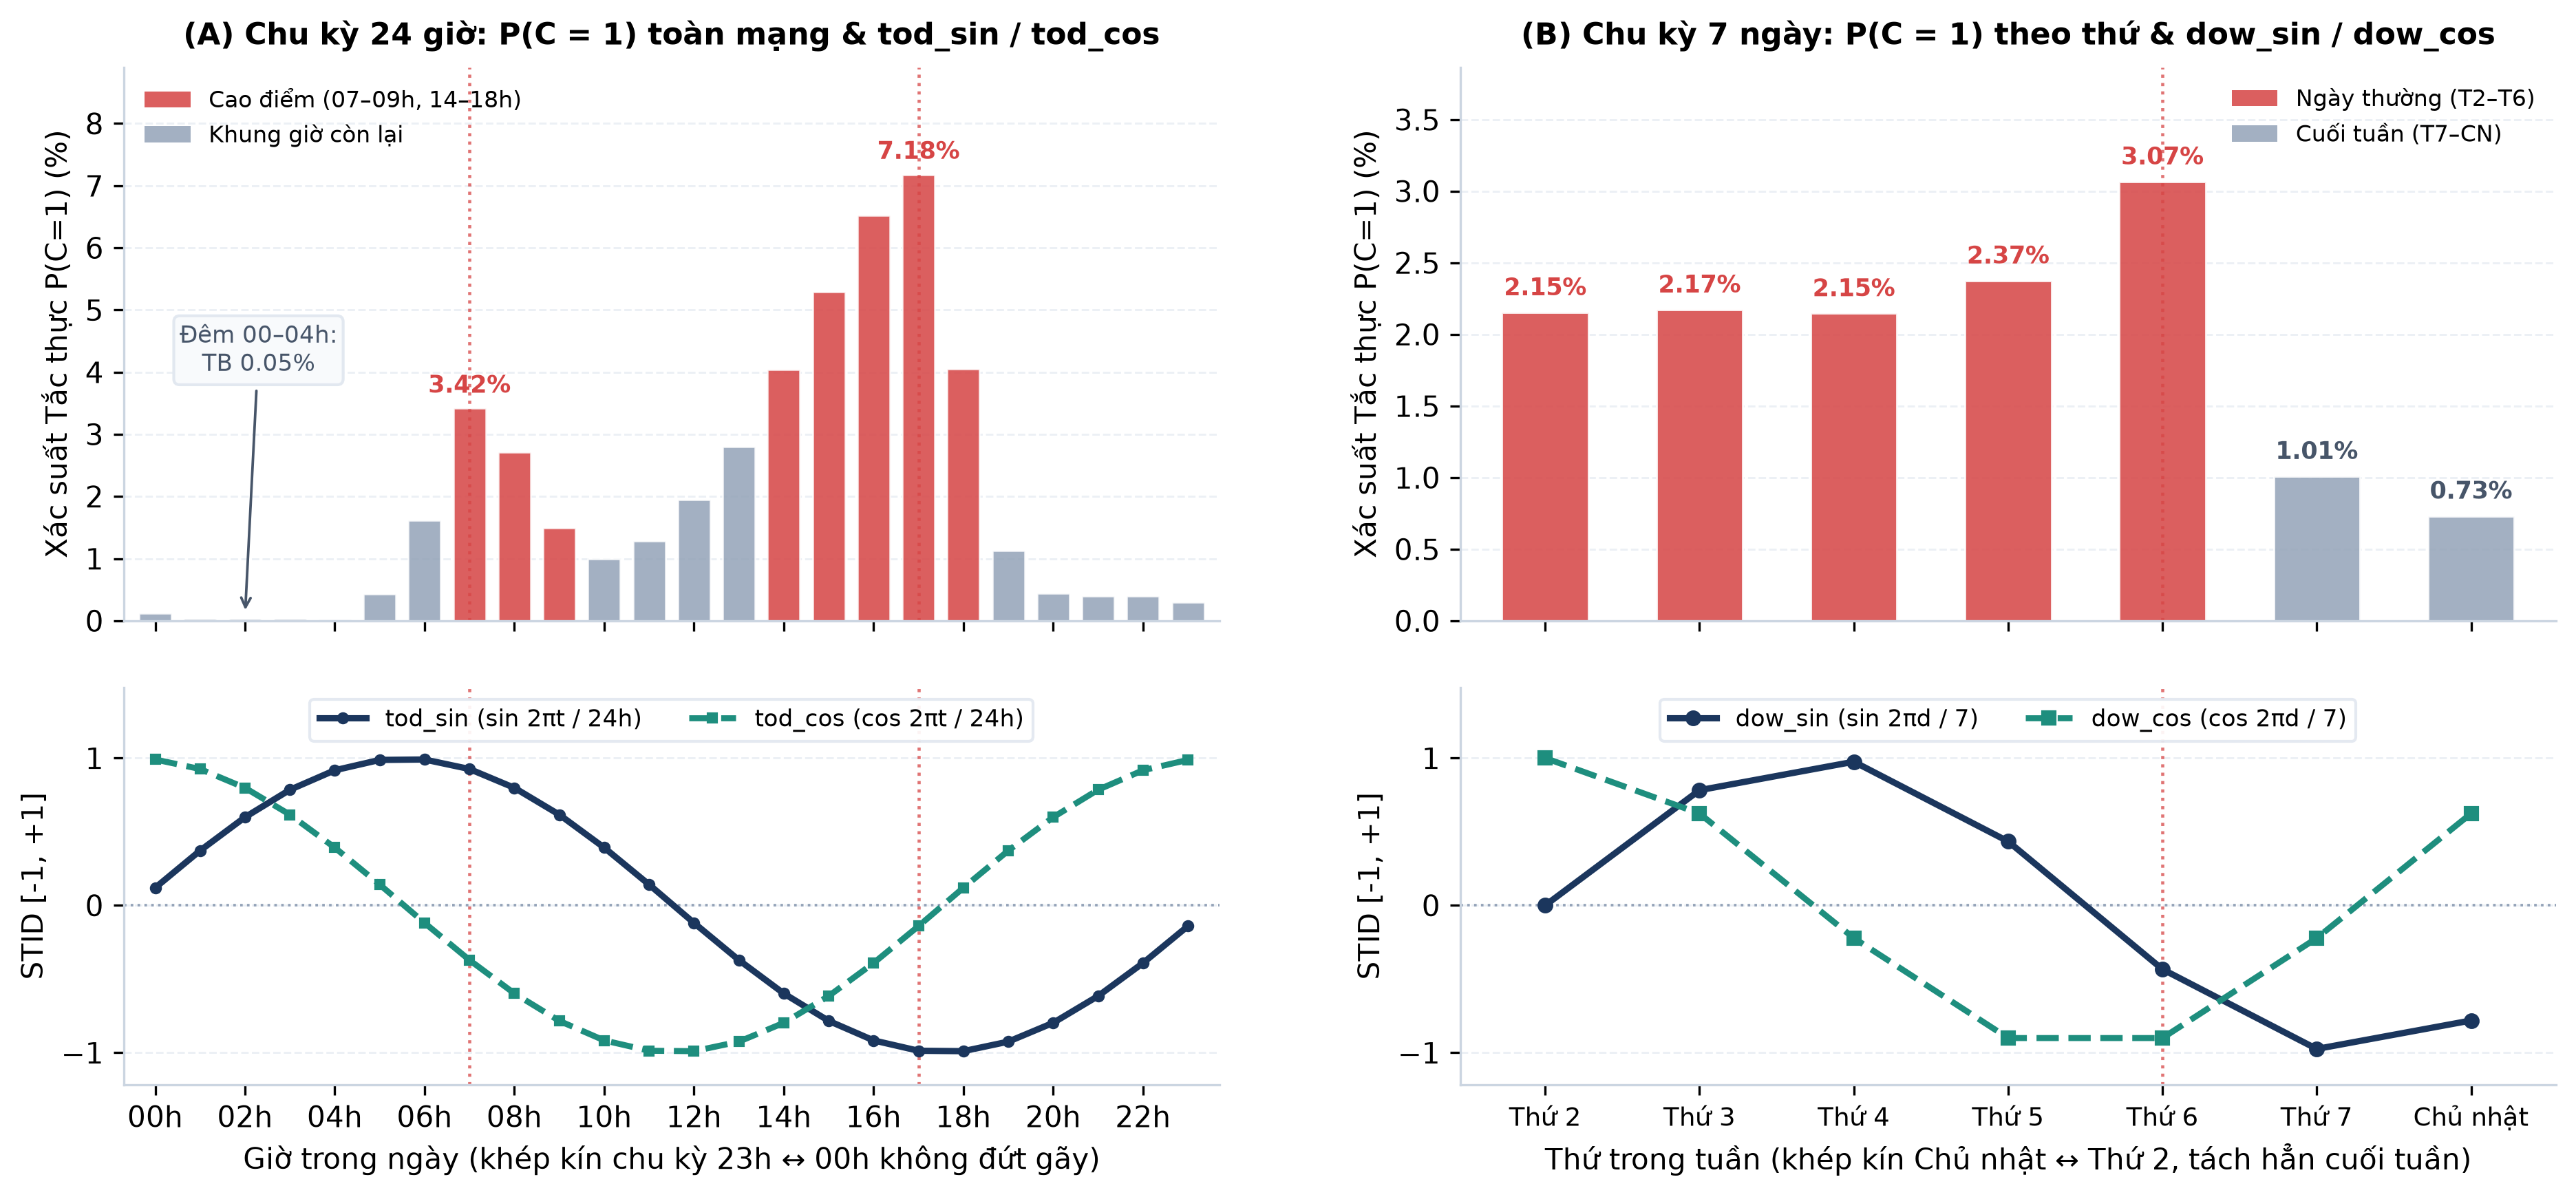 (A) Chu kỳ 24 giờ: P(C = 1) toàn mạng & tod_sin / tod_cos
Cao điểm (07–09h, 14–18h)
Khung giờ còn lại
Xác suất Tắc thực P(C=1) (%)
8
7
6
5
4
3
2
1
0
Đêm 00–04h:
TB 0.05%
3.42%
7.18%
tod_sin (sin 2πt / 24h)
tod_cos (cos 2πt / 24h)
STID [-1, +1]
1
0
−1
00h
02h
04h
06h
08h
10h
12h
14h
16h
18h
20h
22h
Giờ trong ngày (khép kín chu kỳ 23h ↔ 00h không đứt gãy)
(B) Chu kỳ 7 ngày: P(C = 1) theo thứ & dow_sin / dow_cos
Ngày thường (T2–T6)
Cuối tuần (T7–CN)
Xác suất Tắc thực P(C=1) (%)
3.5
3.0
2.5
2.0
1.5
1.0
0.5
0.0
2.15%
2.17%
2.15%
2.37%
3.07%
1.01%
0.73%
dow_sin (sin 2πd / 7)
dow_cos (cos 2πd / 7)
STID [-1, +1]
1
0
−1
Thứ 2
Thứ 3
Thứ 4
Thứ 5
Thứ 6
Thứ 7
Chủ nhật
Thứ trong tuần (khép kín Chủ nhật ↔ Thứ 2, tách hẳn cuối tuần)